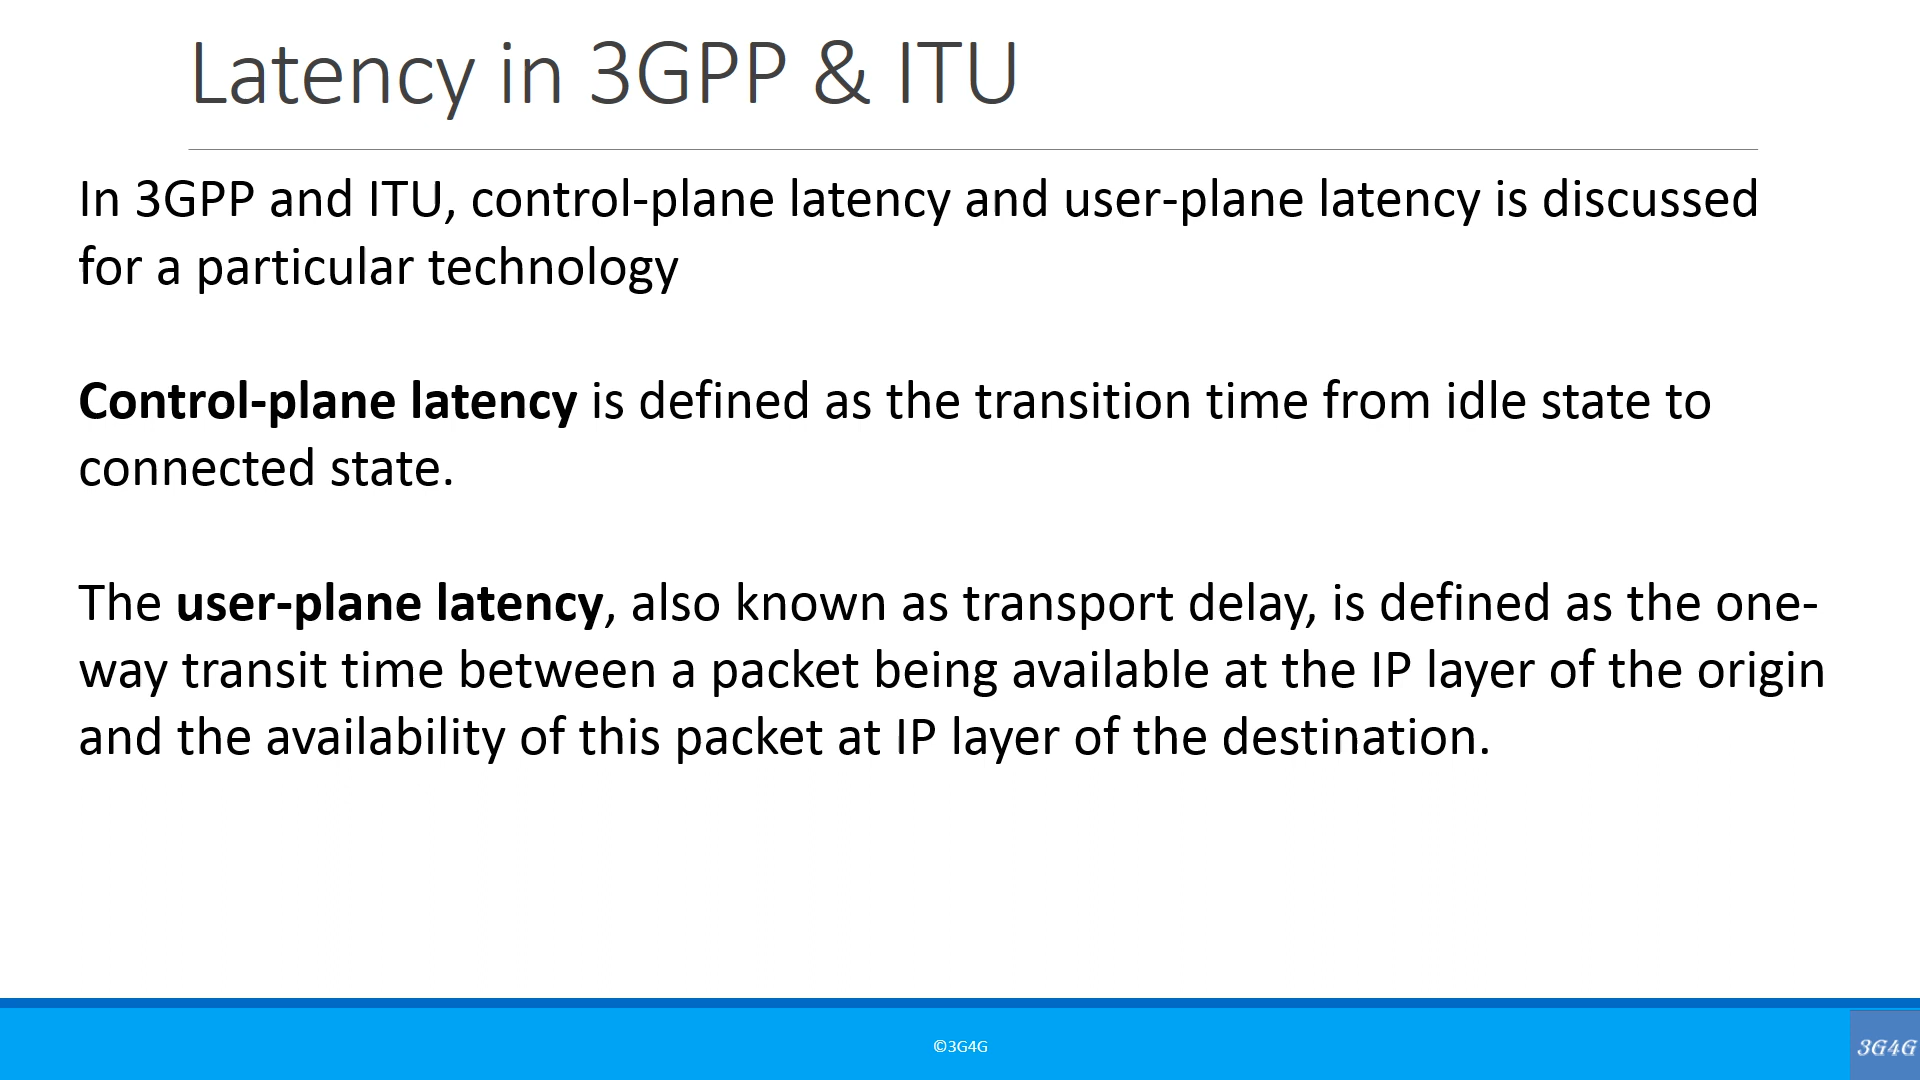 Latency in 3GPP & ITU
In 3GPP and ITU, control-plane latency and user-plane latency is discussed
for a particular technology
Control-plane latency is defined as the transition time from idle state to
connected state.
The user-plane latency, also known as transport delay, is defined as the one-
way transit time between a packet being available at the IP layer of the origin
and the availability of this packet at IP layer of the destination.
©3G4G
3G4G